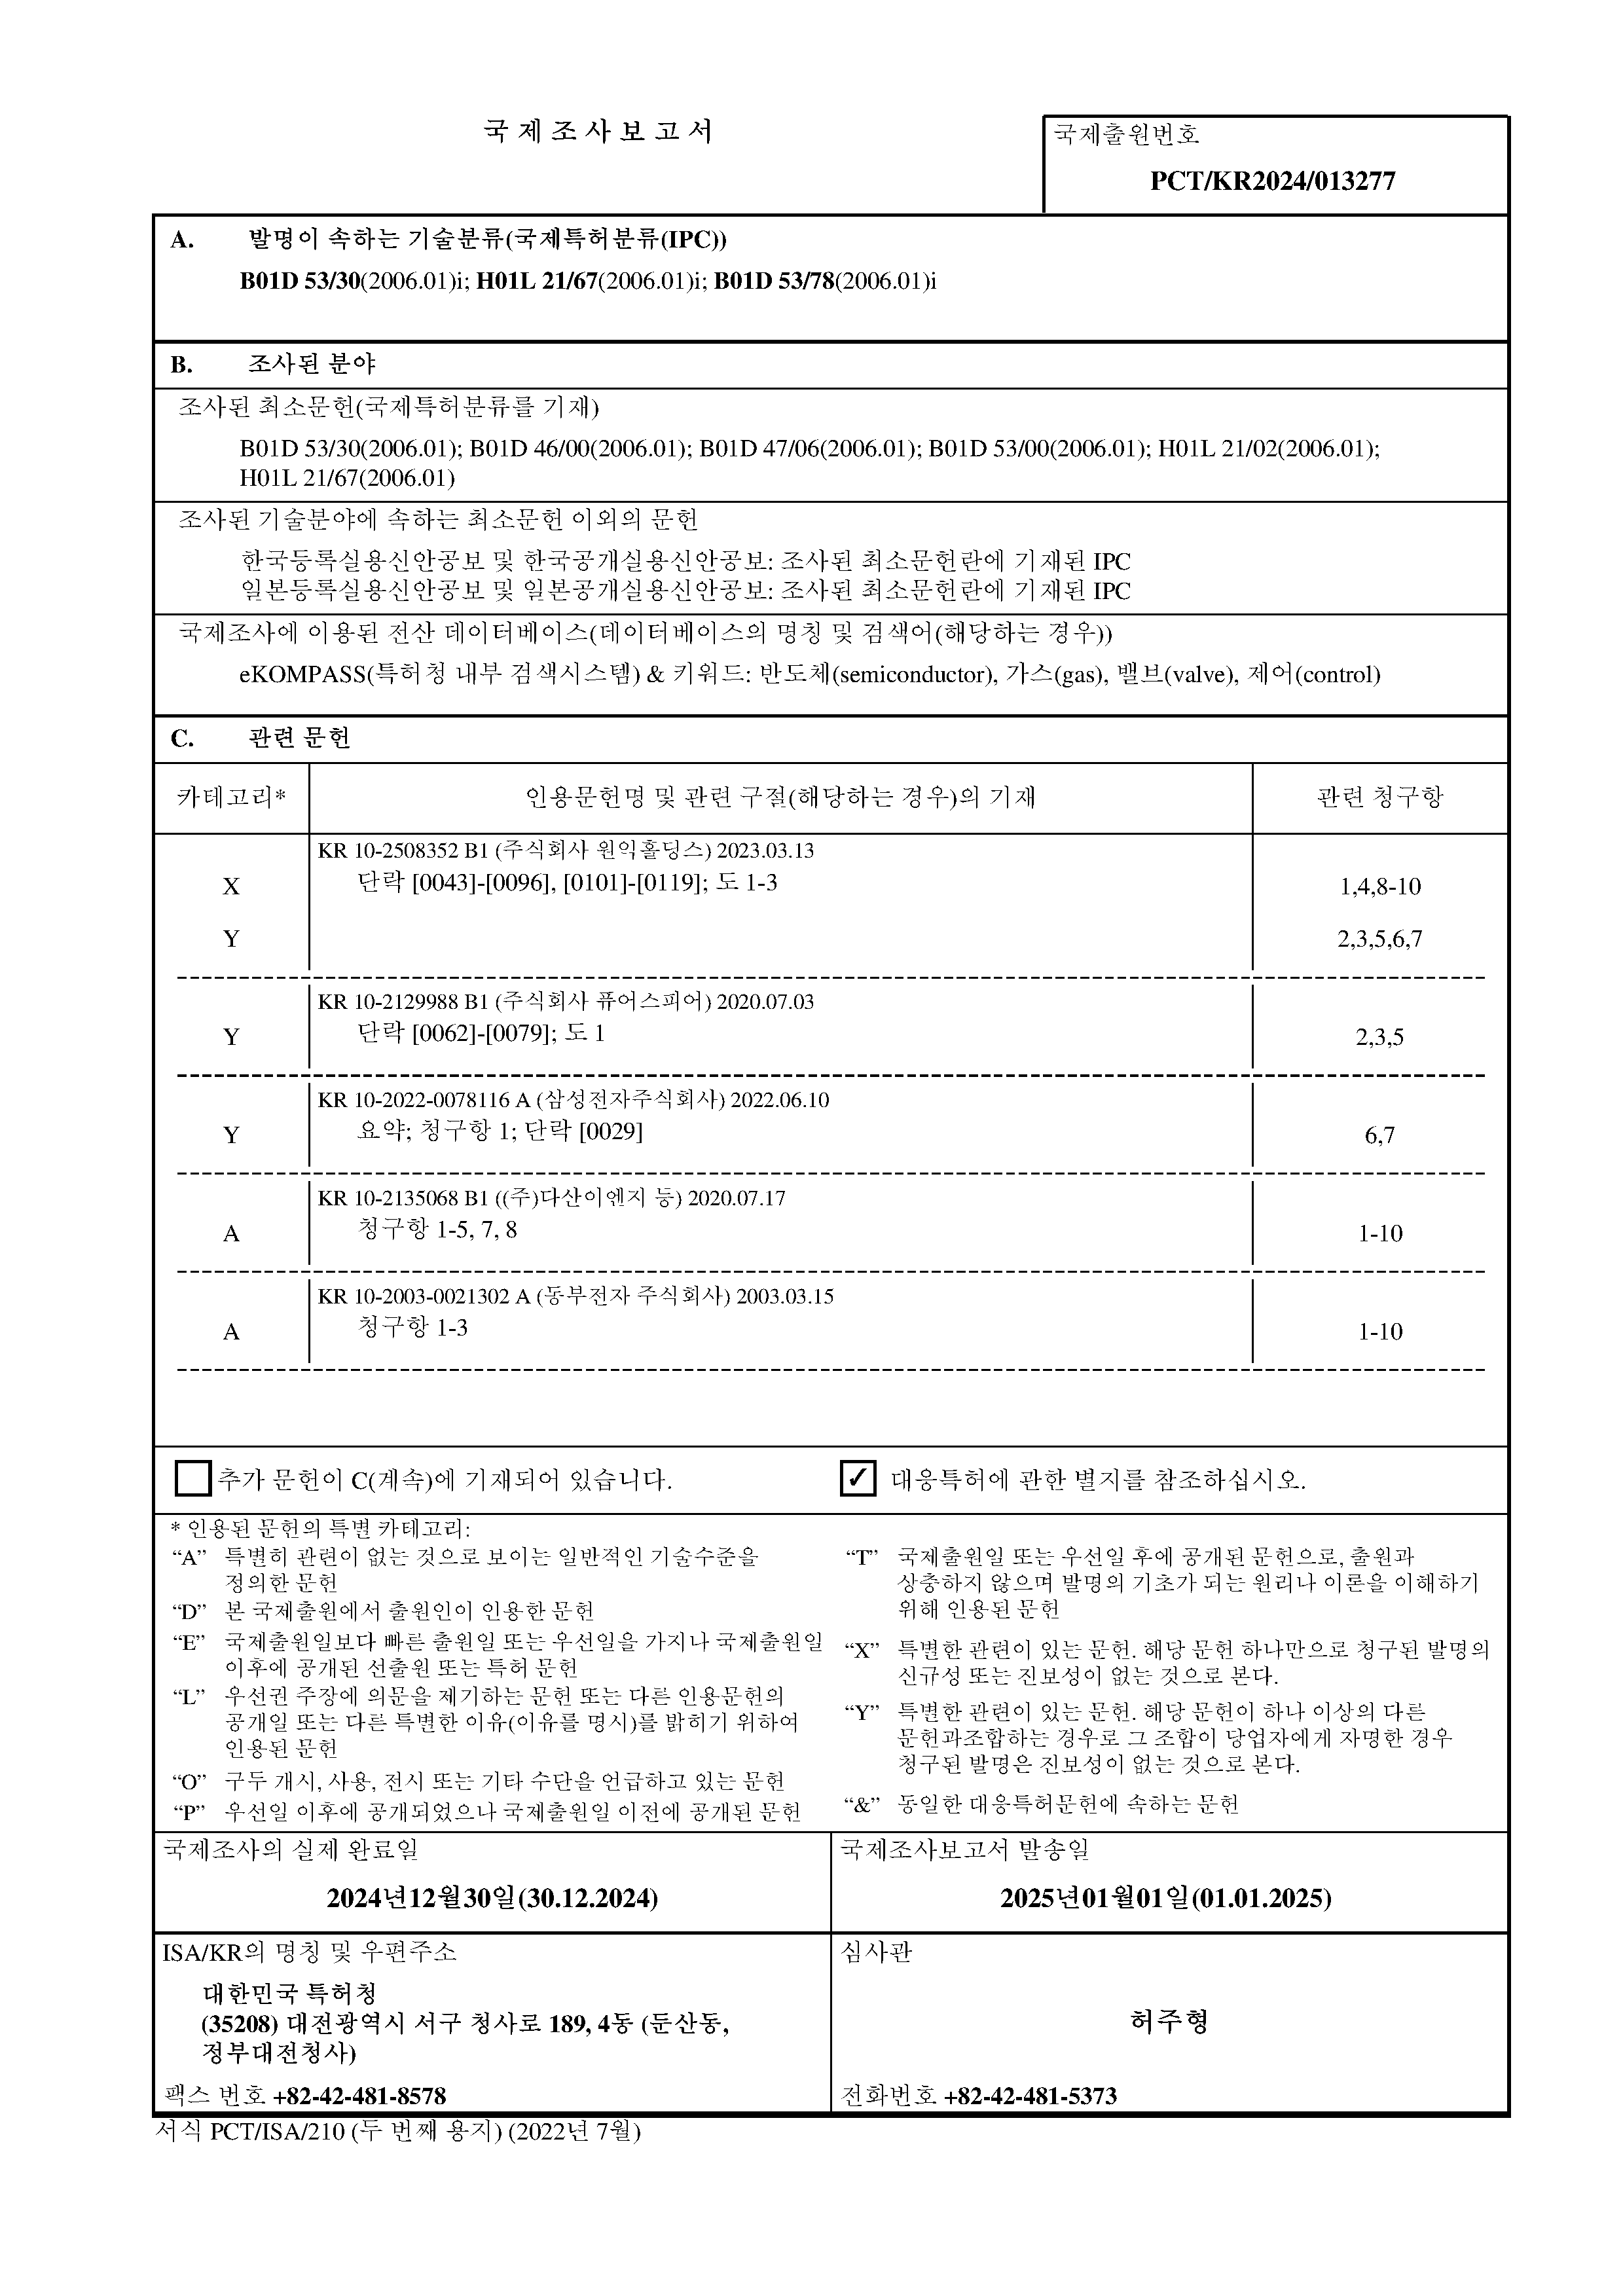 국 제 조 사 보 고 서
국제출원번호
PCT/KR2024/013277
A. 발명이 속하는 기술분류(국제특허분류(IPC))
B01D 53/30(2006.01)i; H01L 21/67(2006.01)i; B01D 53/78(2006.01)i
B. 조사된 분야
조사된 최소문헌(국제특허분류를 기재)
B01D 53/30(2006.01); B01D 46/00(2006.01); B01D 47/06(2006.01); B01D 53/00(2006.01); H01L 21/02(2006.01);
H01L 21/67(2006.01)
조사된 기술분야에 속하는 최소문헌 이외의 문헌
한국등록실용신안공보 및 한국공개실용신안공보: 조사된 최소문헌란에 기재된 IPC
일본등록실용신안공보 및 일본공개실용신안공보: 조사된 최소문헌란에 기재된 IPC
국제조사에 이용된 전산 데이터베이스(데이터베이스의 명칭 및 검색어(해당하는 경우))
eKOMPASS(특허청 내부 검색시스템) & 키워드: 반도체(semiconductor), 가스(gas), 밸브(valve), 제어(control)
C. 관련 문헌
카테고리* 인용문헌명 및 관련 구절(해당하는 경우)의 기재 관련 청구항
KR 10-2508352 B1 (주식회사 원익홀딩스) 2023.03.13
X 단락 [0043]-[0096], [0101]-[0119]; 도 1-3 1,4,8-10
Y 2,3,5,6,7
KR 10-2129988 B1 (주식회사 퓨어스피어) 2020.07.03
Y 단락 [0062]-[0079]; 도 1 2,3,5
KR 10-2022-0078116 A (삼성전자주식회사) 2022.06.10
Y 요약; 청구항 1; 단락 [0029] 6,7
KR 10-2135068 B1 ((주)다산이엔지 등) 2020.07.17
A 청구항 1-5, 7, 8 1-10
KR 10-2003-0021302 A (동부전자 주식회사) 2003.03.15
A 청구항 1-3 1-10
추가 문헌이 C(계속)에 기재되어 있습니다. ✓ 대응특허에 관한 별지를 참조하십시오.
* 인용된 문헌의 특별 카테고리:
“A” 특별히 관련이 없는 것으로 보이는 일반적인 기술수준을
정의한 문헌
“D” 본 국제출원에서 출원인이 인용한 문헌
“E” 국제출원일보다 빠른 출원일 또는 우선일을 가지나 국제출원일
이후에 공개된 선출원 또는 특허 문헌
“L” 우선권 주장에 의문을 제기하는 문헌 또는 다른 인용문헌의
공개일 또는 다른 특별한 이유(이유를 명시)를 밝히기 위하여
인용된 문헌
“O” 구두 개시, 사용, 전시 또는 기타 수단을 언급하고 있는 문헌
“P” 우선일 이후에 공개되었으나 국제출원일 이전에 공개된 문헌
“T” 국제출원일 또는 우선일 후에 공개된 문헌으로, 출원과
상충하지 않으며 발명의 기초가 되는 원리나 이론을 이해하기
위해 인용된 문헌
“X” 특별한 관련이 있는 문헌. 해당 문헌 하나만으로 청구된 발명의
신규성 또는 진보성이 없는 것으로 본다.
“Y” 특별한 관련이 있는 문헌. 해당 문헌이 하나 이상의 다른
문헌과조합하는 경우로 그 조합이 당업자에게 자명한 경우
청구된 발명은 진보성이 없는 것으로 본다.
“&” 동일한 대응특허문헌에 속하는 문헌
국제조사의 실제 완료일
2024년12월30일(30.12.2024)
국제조사보고서 발송일
2025년01월01일(01.01.2025)
ISA/KR의 명칭 및 우편주소
대한민국 특허청
(35208) 대전광역시 서구 청사로 189, 4동 (둔산동,
정부대전청사)
팩스 번호 +82-42-481-8578
심사관
허주형
전화번호 +82-42-481-5373
서식 PCT/ISA/210 (두 번째 용지) (2022년 7월)